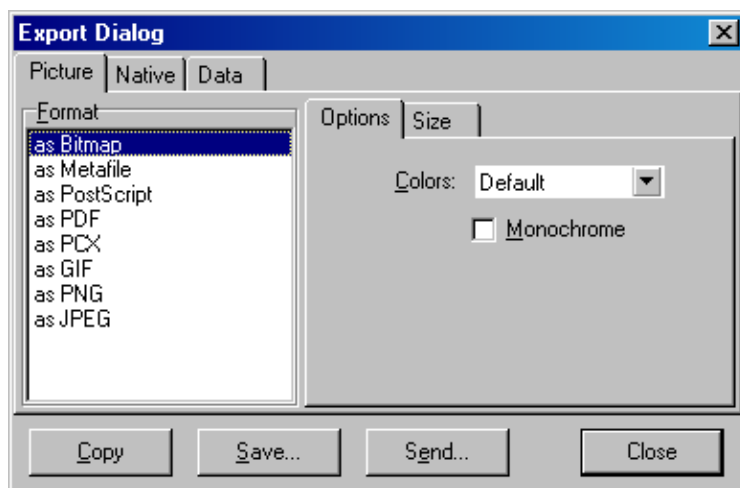 Export Dialog
Picture Native Data
Format
as Bitmap
as Metafile
as PostScript
as PDF
as PCX
as GIF
as PNG
as JPEG
Options Size
Colors: Default
Monochrome
Copy Save... Send... Close